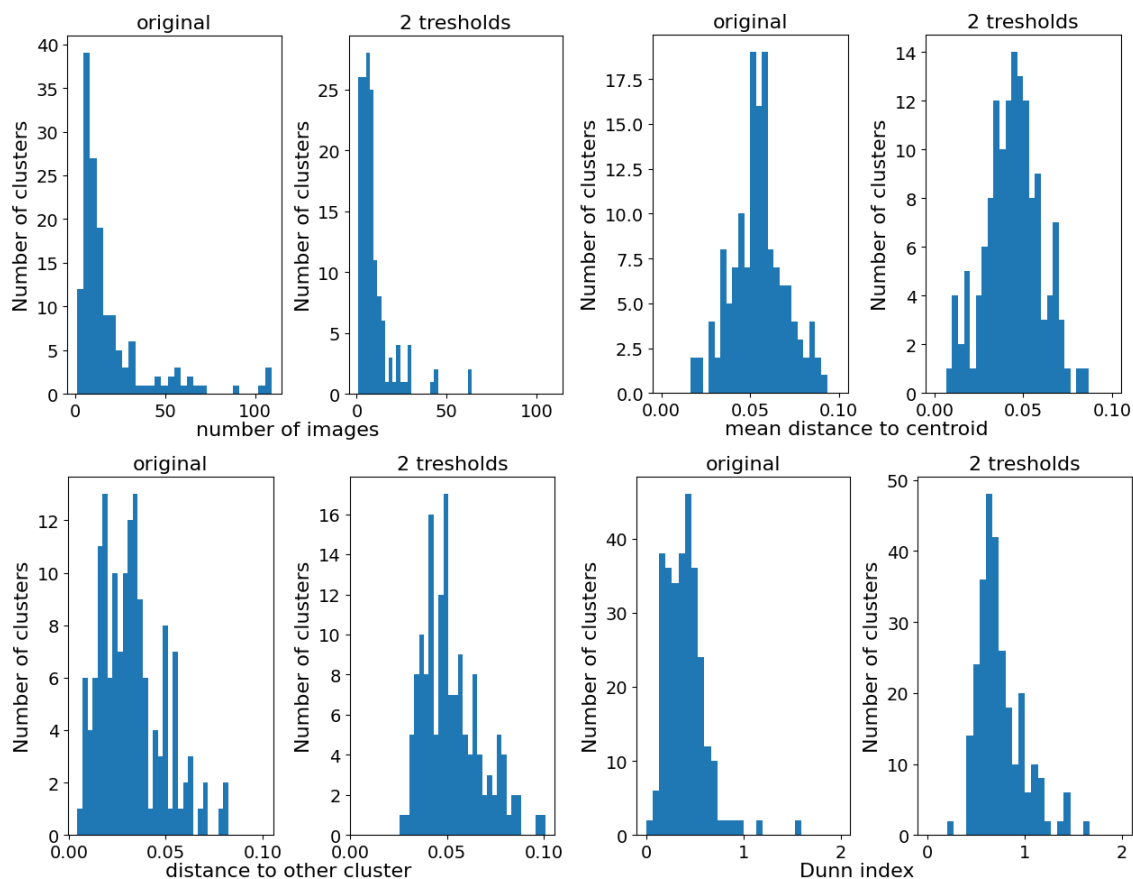 original
2 tresholds
original
2 tresholds
Number of clusters
40
35
30
25
20
15
10
5
0
0 50 100
Number of clusters
25
20
15
10
5
0
0 50 100
number of images
Number of clusters
17.5
15.0
12.5
10.0
7.5
5.0
2.5
0.0
0.00 0.05 0.10
Number of clusters
14
12
10
8
6
4
2
0
0.00 0.05 0.10
mean distance to centroid
original
2 tresholds
original
2 tresholds
Number of clusters
12
10
8
6
4
2
0
0.00 0.05 0.10
Number of clusters
16
14
12
10
8
6
4
2
0
0.00 0.05 0.10
distance to other cluster
Number of clusters
40
30
20
10
0
0 1 2
Number of clusters
50
40
30
20
10
0
0 1 2
Dunn index